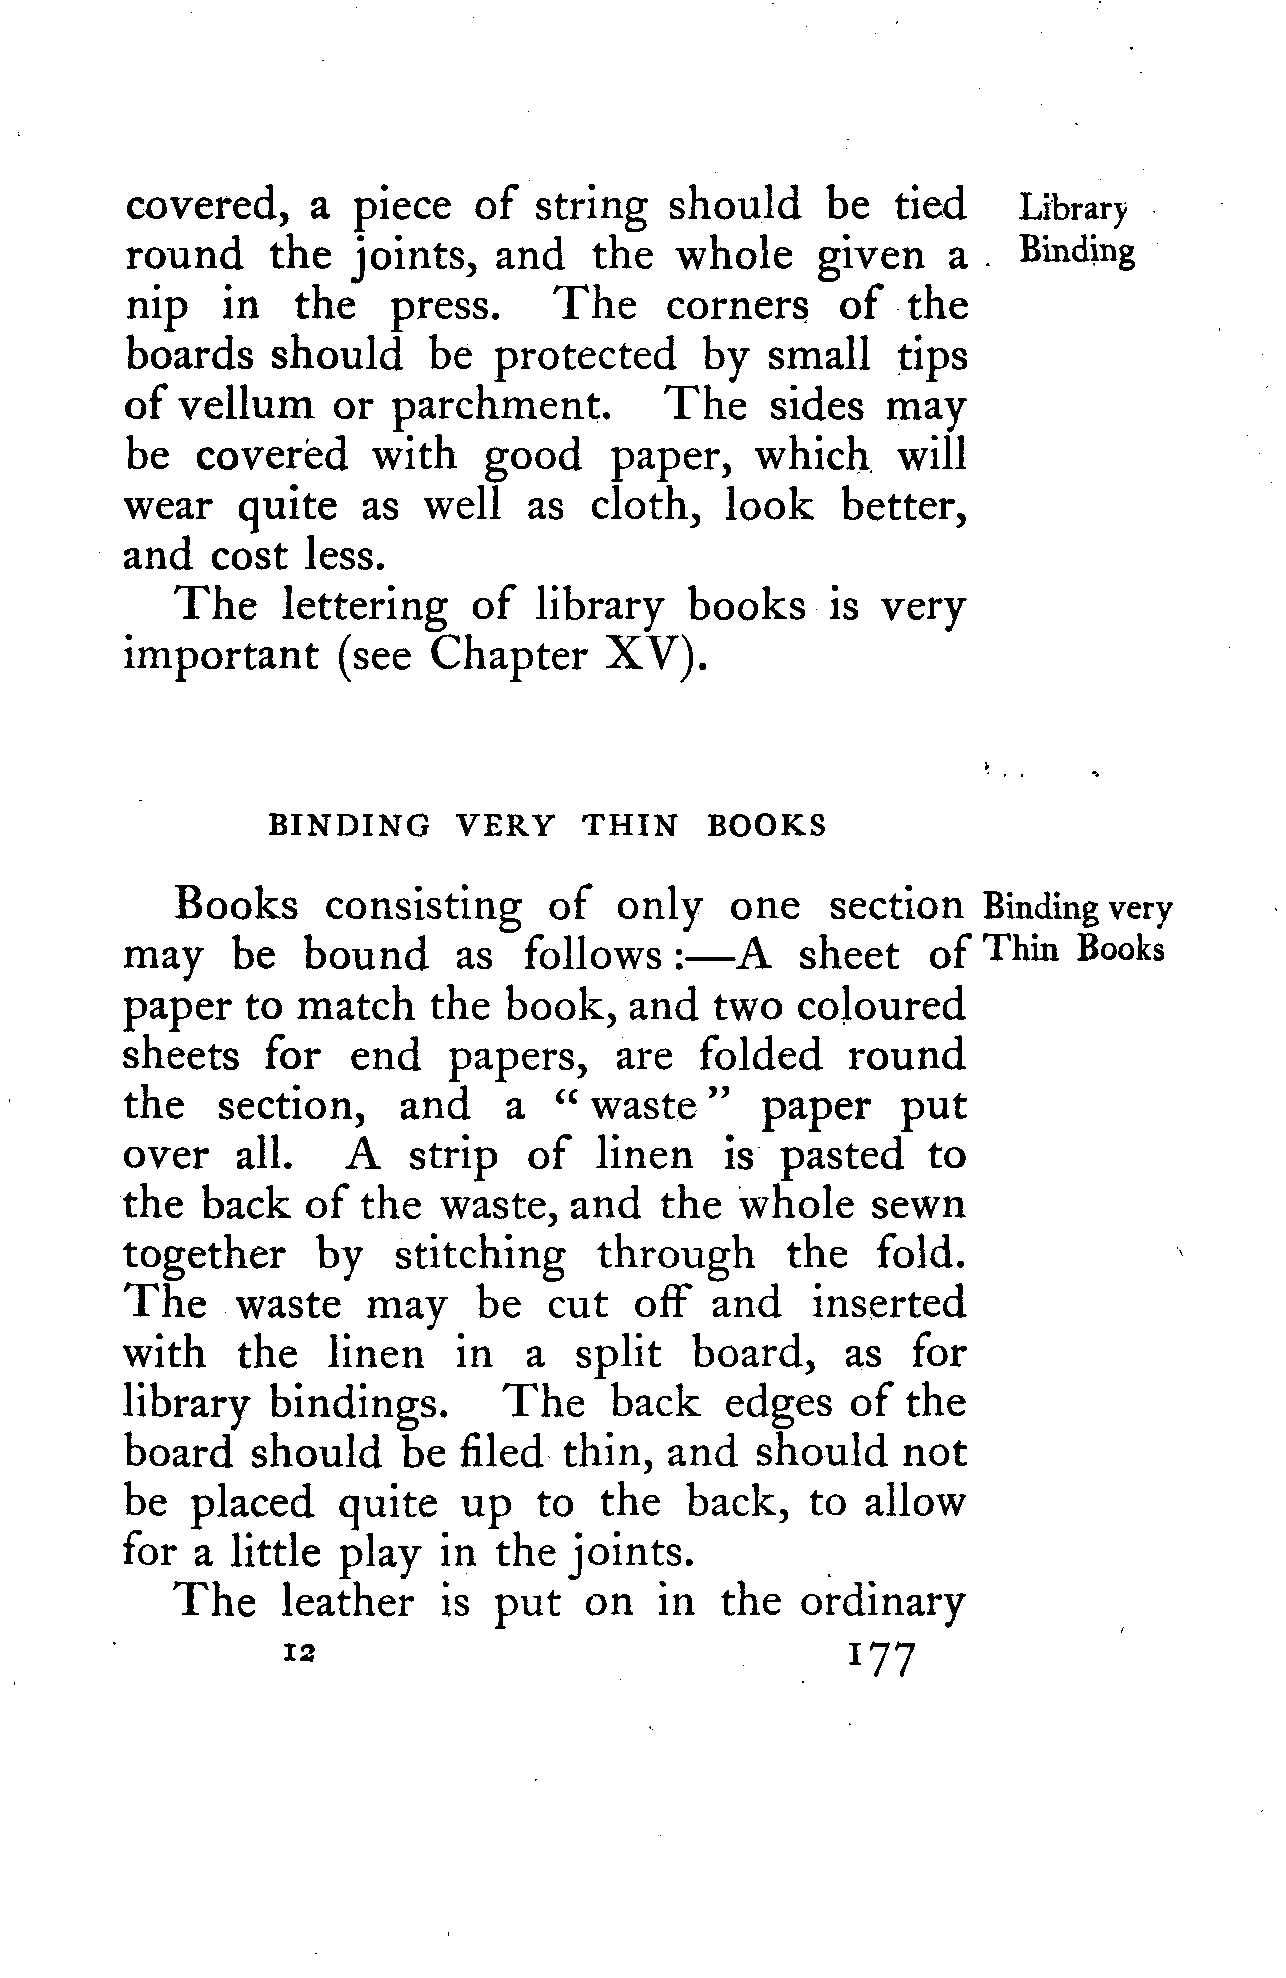 covered, a piece of string should be tied
round the joints, and the whole given a
nip in the press. The corners of the
boards should be protected by small tips
of vellum or parchment. The sides may
be covered with good paper, which will
wear quite as well as cloth, look better,
and cost less.
The lettering of library books is very
important (see Chapter XV).
Library
Binding
BINDING VERY THIN BOOKS
Books consisting of only one section
may be bound as follows :—A sheet of
paper to match the book, and two coloured
sheets for end papers, are folded round
the section, and a “ waste ” paper put
over all. A strip of linen is pasted to
the back of the waste, and the whole sewn
together by stitching through the fold.
The waste may be cut off and inserted
with the linen in a split board, as for
library bindings. The back edges of the
board should be filed thin, and should not
be placed quite up to the back, to allow
for a little play in the joints.
The leather is put on in the ordinary
Binding very
Thin Books
12 177